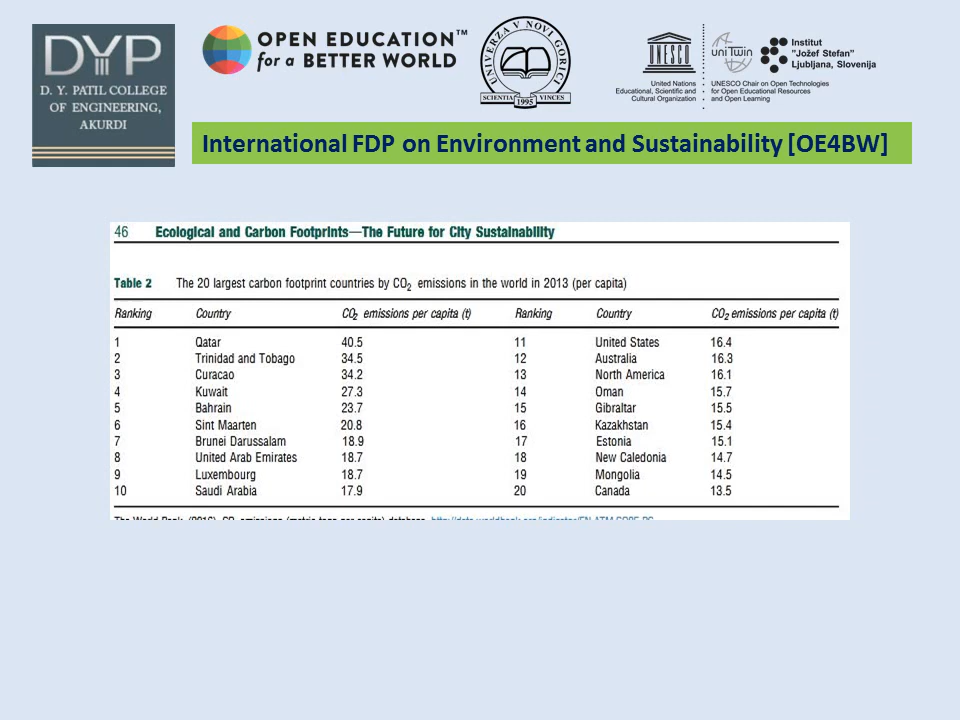 DYP
D. Y. PATIL COLLEGE
OF ENGINEERING,
AKURDI
OPEN EDUCATION™
for a BETTER WORLD
UNIVERZA V NOVI GORICI
SCIENTIA VINCES
1995
UNESCO
United Nations
Educational, Scientific and
Cultural Organization
uniTwin
UNESCO Chair on Open Technologies
for Open Educational Resources
and Open Learning
Institut
"Jožef Stefan"
Ljubljana, Slovenija
International FDP on Environment and Sustainability [OE4BW]
46 Ecological and Carbon Footprints—The Future for City Sustainability
Table 2 The 20 largest carbon footprint countries by CO₂ emissions in the world in 2013 (per capita)
Ranking Country CO₂ emissions per capita (t) Ranking Country CO₂ emissions per capita (t)
1 Qatar 40.5 11 United States 16.4
2 Trinidad and Tobago 34.5 12 Australia 16.3
3 Curacao 34.2 13 North America 16.1
4 Kuwait 27.3 14 Oman 15.7
5 Bahrain 23.7 15 Gibraltar 15.5
6 Sint Maarten 20.8 16 Kazakhstan 15.4
7 Brunei Darussalam 18.9 17 Estonia 15.1
8 United Arab Emirates 18.7 18 New Caledonia 14.7
9 Luxembourg 18.7 19 Mongolia 14.5
10 Saudi Arabia 17.9 20 Canada 13.5